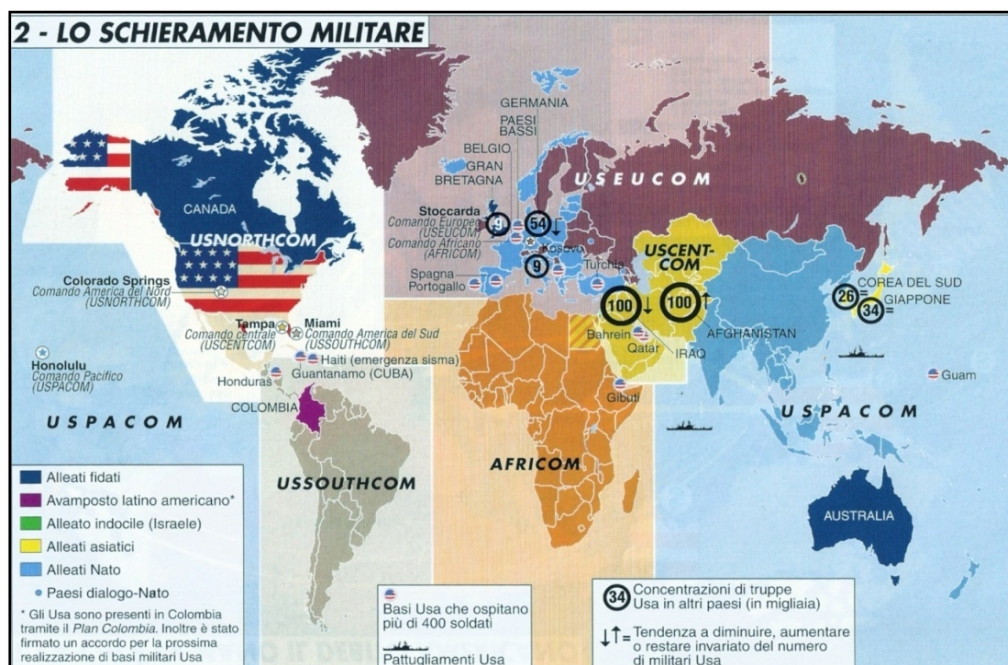 2 - LO SCHIERAMENTO MILITARE
GERMANIA
PAESI
BASSI
BELGIO
GRAN
BRETAGNA
USEUCOM
CANADA
USNORTHCOM
Stoccarda
Comando Europeo
(USEUCOM)
Comando Africano
(AFRICOM)
9
54
Kosovo
9
Turchia
Spagna
Portogallo
USCENT-
COM
Colorado Springs
Comando America del Nord
(USNORTHCOM)
100
100
26
COREA DEL SUD
34
GIAPPONE
Tampa
Comando centrale
(USCENTCOM)
Miami
Comando America del Sud
(USSOUTHCOM)
Bahrein
Qatar
IRAQ
AFGHANISTAN
Honolulu
Comando Pacifico
(USPACOM)
Haiti (emergenza sisma)
Guantanamo (CUBA)
Honduras
COLOMBIA
Gibuti
Guam
USPACOM
USPACOM
AFRICOM
USSOUTHCOM
AUSTRALIA
Alleati fidati
Avamposto latino americano*
Alleato indocile (Israele)
Alleati asiatici
Alleati Nato
Paesi dialogo-Nato
* Gli Usa sono presenti in Colombia
tramite il Plan Colombia. Inoltre è stato
firmato un accordo per la prossima
realizzazione di basi militari Usa
Basi Usa che ospitano
più di 400 soldati
Pattugliamenti Usa
34
Concentrazioni di truppe
Usa in altri paesi (in migliaia)
↓↑= Tendenza a diminuire, aumentare
o restare invariato del numero
di militari Usa